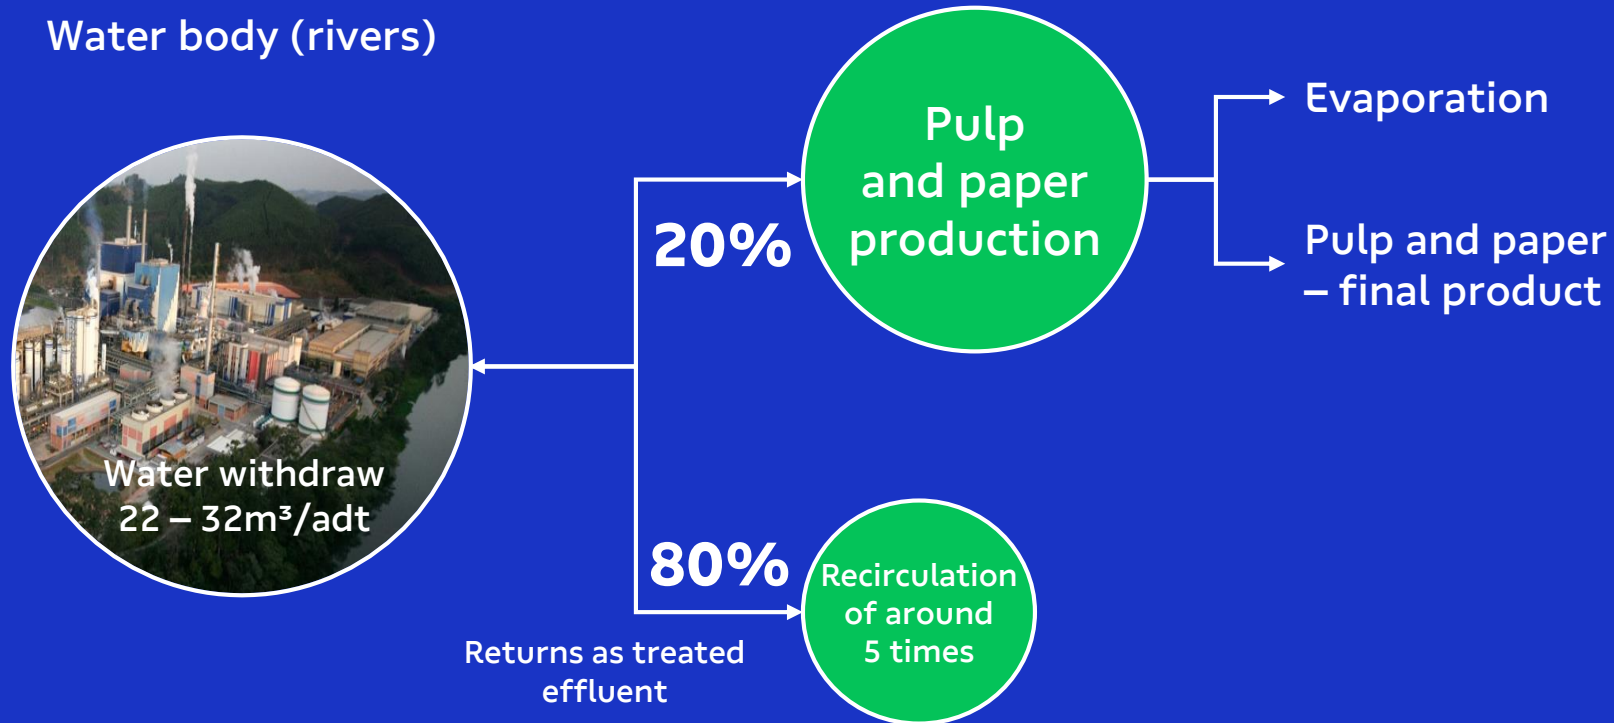 Water body (rivers)
Water withdraw
22 – 32m³/adt
20%
Pulp
and paper
production
Evaporation
Pulp and paper
– final product
80%
Returns as treated
effluent
Recirculation
of around
5 times